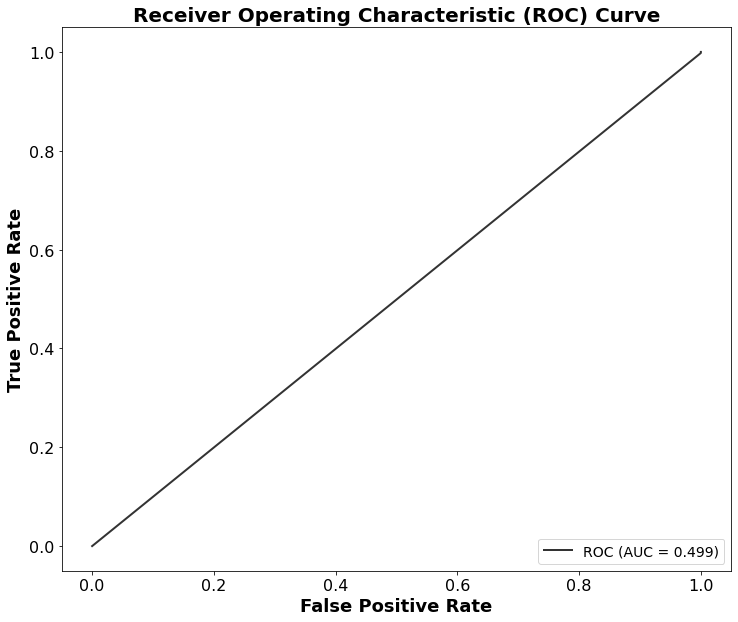 Receiver Operating Characteristic (ROC) Curve
True Positive Rate
1.0
0.8
0.6
0.4
0.2
0.0
ROC (AUC = 0.499)
0.0 0.2 0.4 0.6 0.8 1.0
False Positive Rate